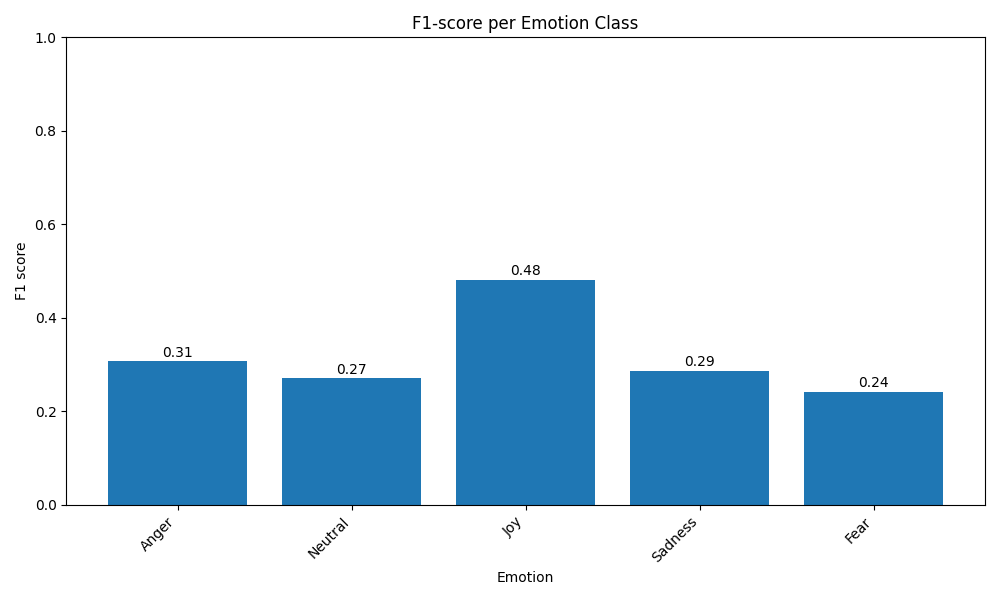 F1-score per Emotion Class
1.0
0.8
0.6
0.4
0.2
0.0
F1 score
0.31
0.27
0.48
0.29
0.24
Anger
Neutral
Joy
Sadness
Fear
Emotion